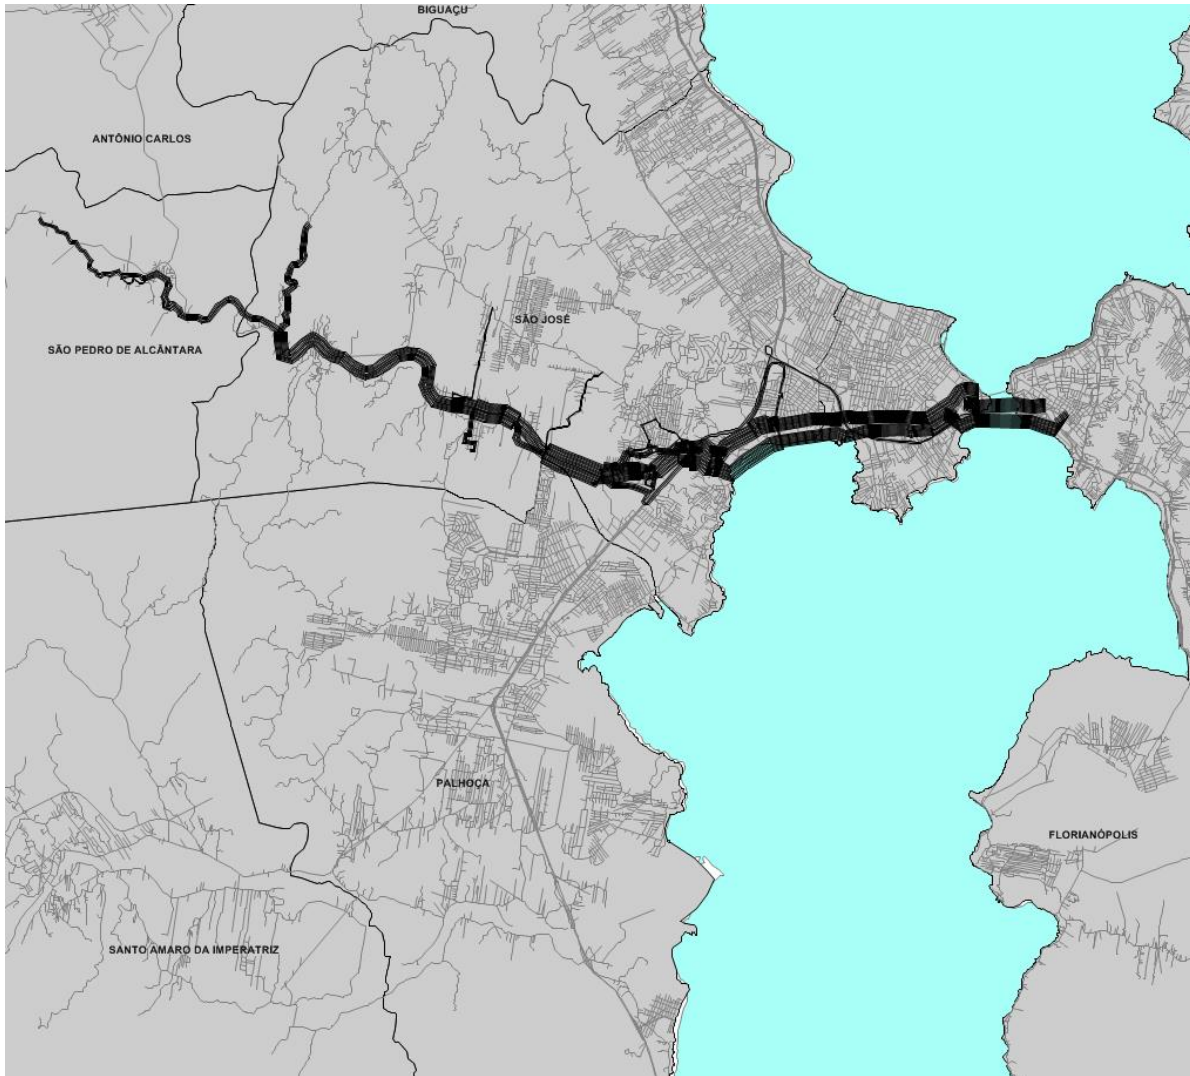 BIGUAÇU
ANTÔNIO CARLOS
SÃO JOSÉ
SÃO PEDRO DE ALCÂNTARA
PALHOÇA
FLORIANÓPOLIS
SANTO AMARO DA IMPERATRIZ